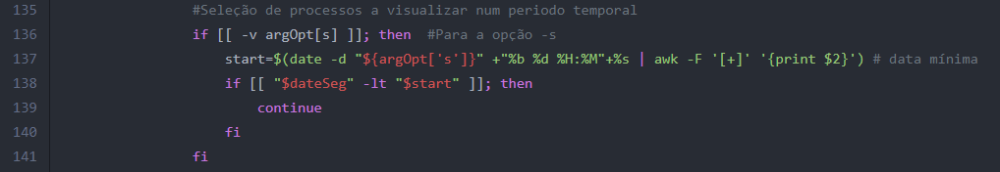 135 #Seleção de processos a visualizar num periodo temporal
136 if [[ -v argOpt[s] ]]; then  #Para a opção -s
137 start=$(date -d "${argOpt['s']}" +"%b %d %H:%M"+%s | awk -F '[+]' '{print $2}') # data mínima
138 if [[ "$dateSeg" -lt "$start" ]]; then
139 continue
140 fi
141 fi